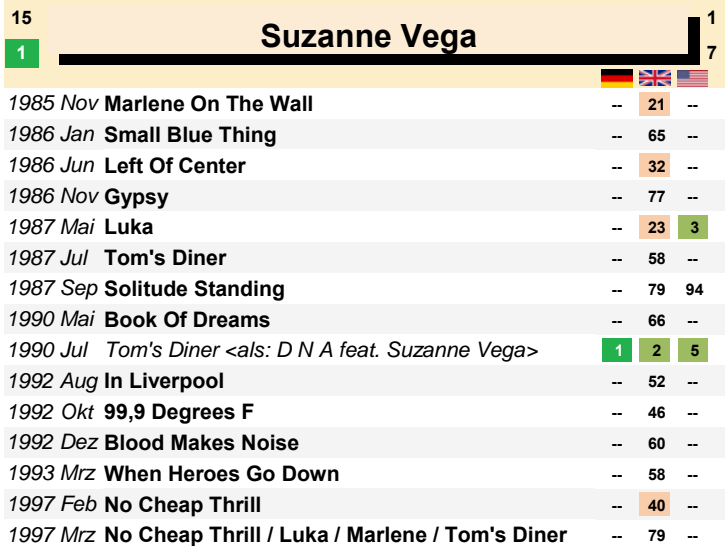 15 Suzanne Vega 1
1 7
1985 Nov Marlene On The Wall -- 21 --
1986 Jan Small Blue Thing -- 65 --
1986 Jun Left Of Center -- 32 --
1986 Nov Gypsy -- 77 --
1987 Mai Luka -- 23 3
1987 Jul Tom's Diner -- 58 --
1987 Sep Solitude Standing -- 79 94
1990 Mai Book Of Dreams -- 66 --
1990 Jul Tom's Diner <als: D N A feat. Suzanne Vega> 1 2 5
1992 Aug In Liverpool -- 52 --
1992 Okt 99,9 Degrees F -- 46 --
1992 Dez Blood Makes Noise -- 60 --
1993 Mrz When Heroes Go Down -- 58 --
1997 Feb No Cheap Thrill -- 40 --
1997 Mrz No Cheap Thrill / Luka / Marlene / Tom's Diner -- 79 --